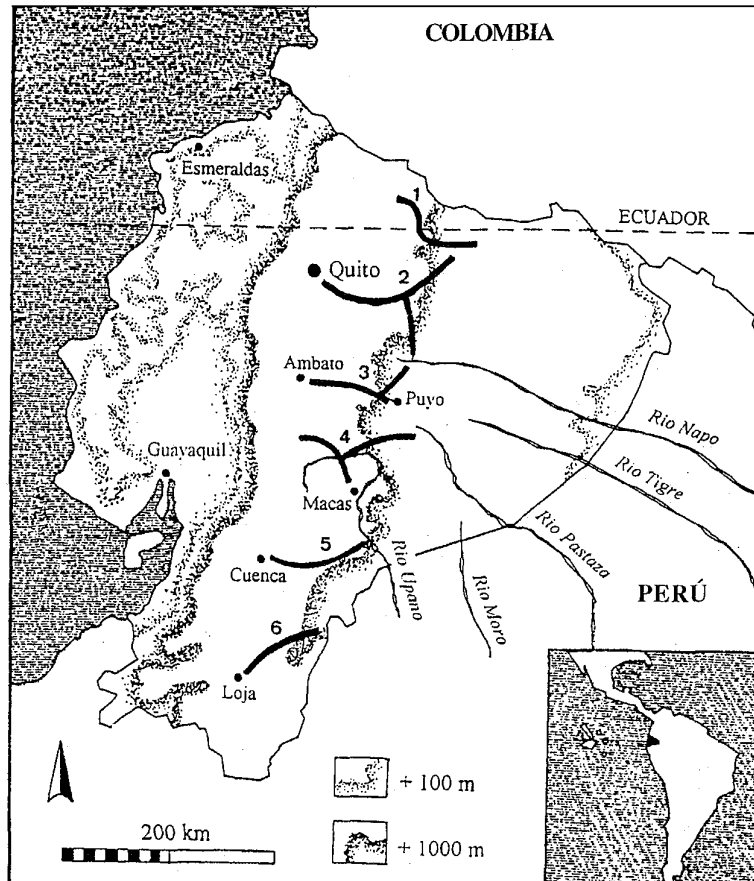 COLOMBIA
Esmeraldas
1
ECUADOR
Quito
2
Ambato
3
Puyo
Rio Napo
Guayaquil
4
Rio Tigre
Macas
5
Rio Pastaza
Cuenca
Rio Upano
Rio Moro
PERÚ
6
Loja
+ 100 m
200 km
+ 1000 m